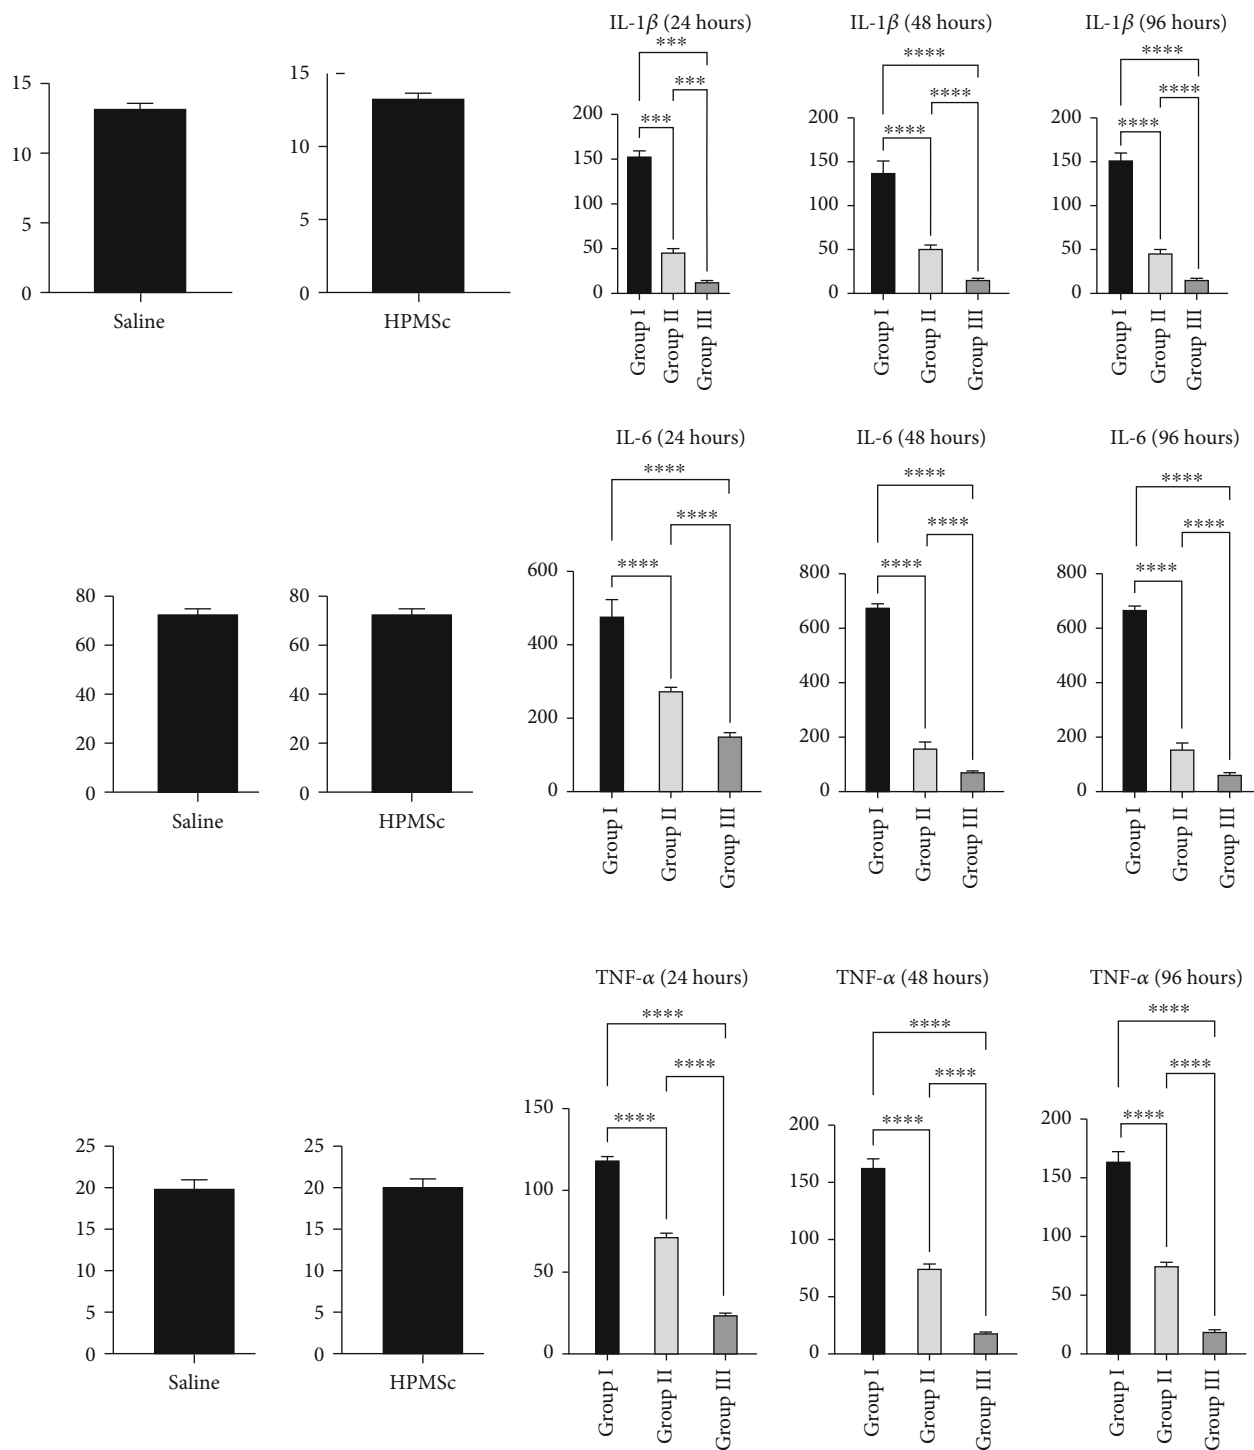 IL-1β (24 hours)
IL-1β (48 hours)
IL-1β (96 hours)
***
***
***
****
****
****
****
****
****
15
10
5
0
Saline
15
10
5
0
HPMSc
200
150
100
50
0
Group I
Group II
Group III
200
150
100
50
0
Group I
Group II
Group III
200
150
100
50
0
Group I
Group II
Group III
IL-6 (24 hours)
IL-6 (48 hours)
IL-6 (96 hours)
****
****
****
****
****
****
****
****
****
80
60
40
20
0
Saline
80
60
40
20
0
HPMSc
600
400
200
0
Group I
Group II
Group III
800
600
400
200
0
Group I
Group II
Group III
800
600
400
200
0
Group I
Group II
Group III
TNF-α (24 hours)
TNF-α (48 hours)
TNF-α (96 hours)
****
****
****
****
****
****
****
****
****
25
20
15
10
5
0
Saline
25
20
15
10
5
0
HPMSc
150
100
50
0
Group I
Group II
Group III
200
150
100
50
0
Group I
Group II
Group III
200
150
100
50
0
Group I
Group II
Group III